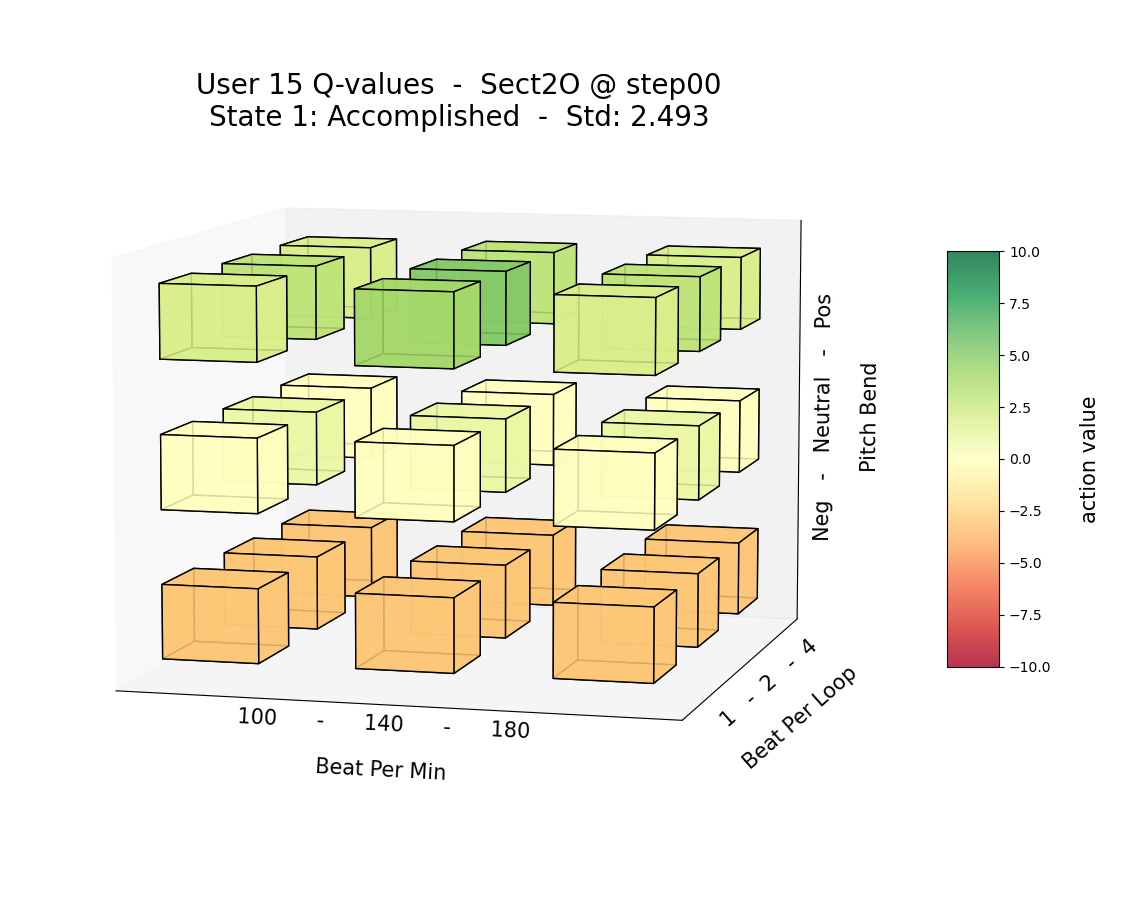 User 15 Q-values  -  Sect2O @ step00
State 1: Accomplished  -  Std: 2.493
Neg   -   Neutral   -   Pos
Pitch Bend
1  -  2  -  4
Beat Per Loop
100     -     140     -     180
Beat Per Min
10.0
7.5
5.0
2.5
0.0
−2.5
−5.0
−7.5
−10.0
action value